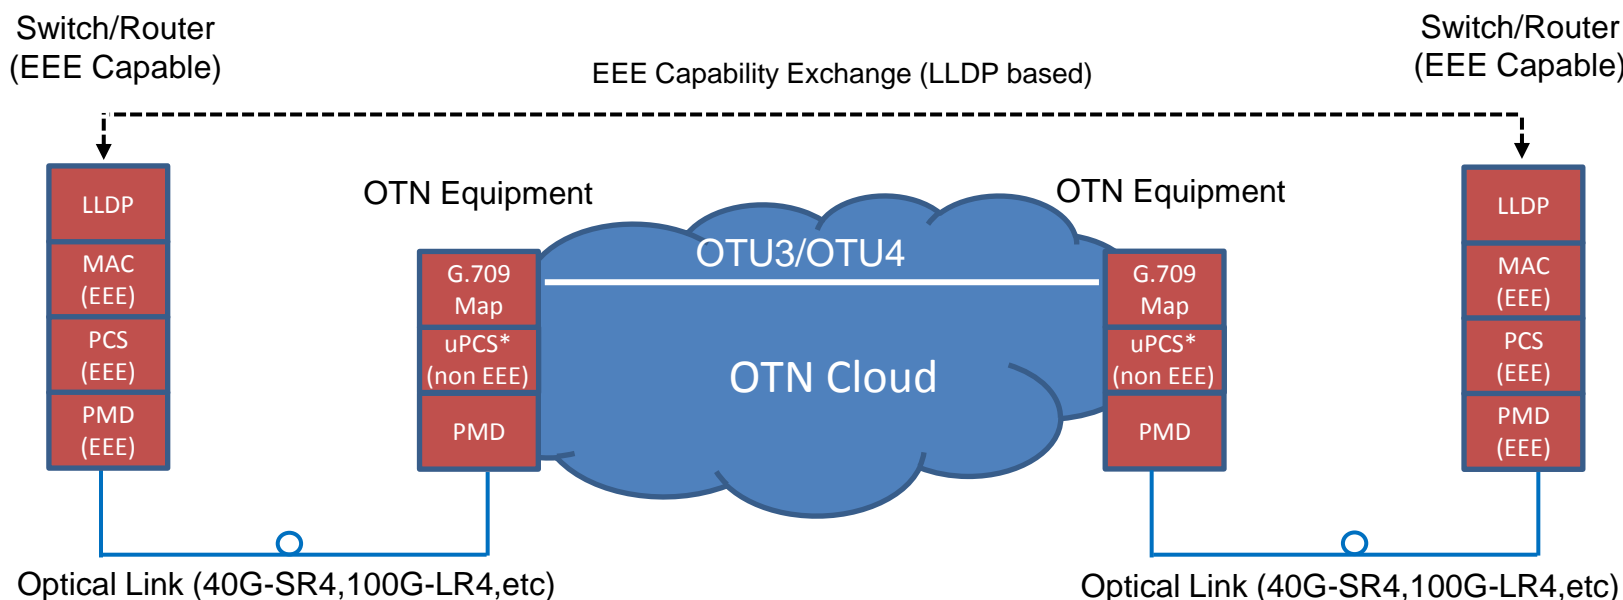 Switch/Router
(EEE Capable)
EEE Capability Exchange (LLDP based)
Switch/Router
(EEE Capable)
LLDP
MAC
(EEE)
PCS
(EEE)
PMD
(EEE)
OTN Equipment
G.709
Map
uPCS*
(non EEE)
PMD
OTU3/OTU4
OTN Cloud
OTN Equipment
G.709
Map
uPCS*
(non EEE)
PMD
LLDP
MAC
(EEE)
PCS
(EEE)
PMD
(EEE)
Optical Link (40G-SR4,100G-LR4,etc)
Optical Link (40G-SR4,100G-LR4,etc)